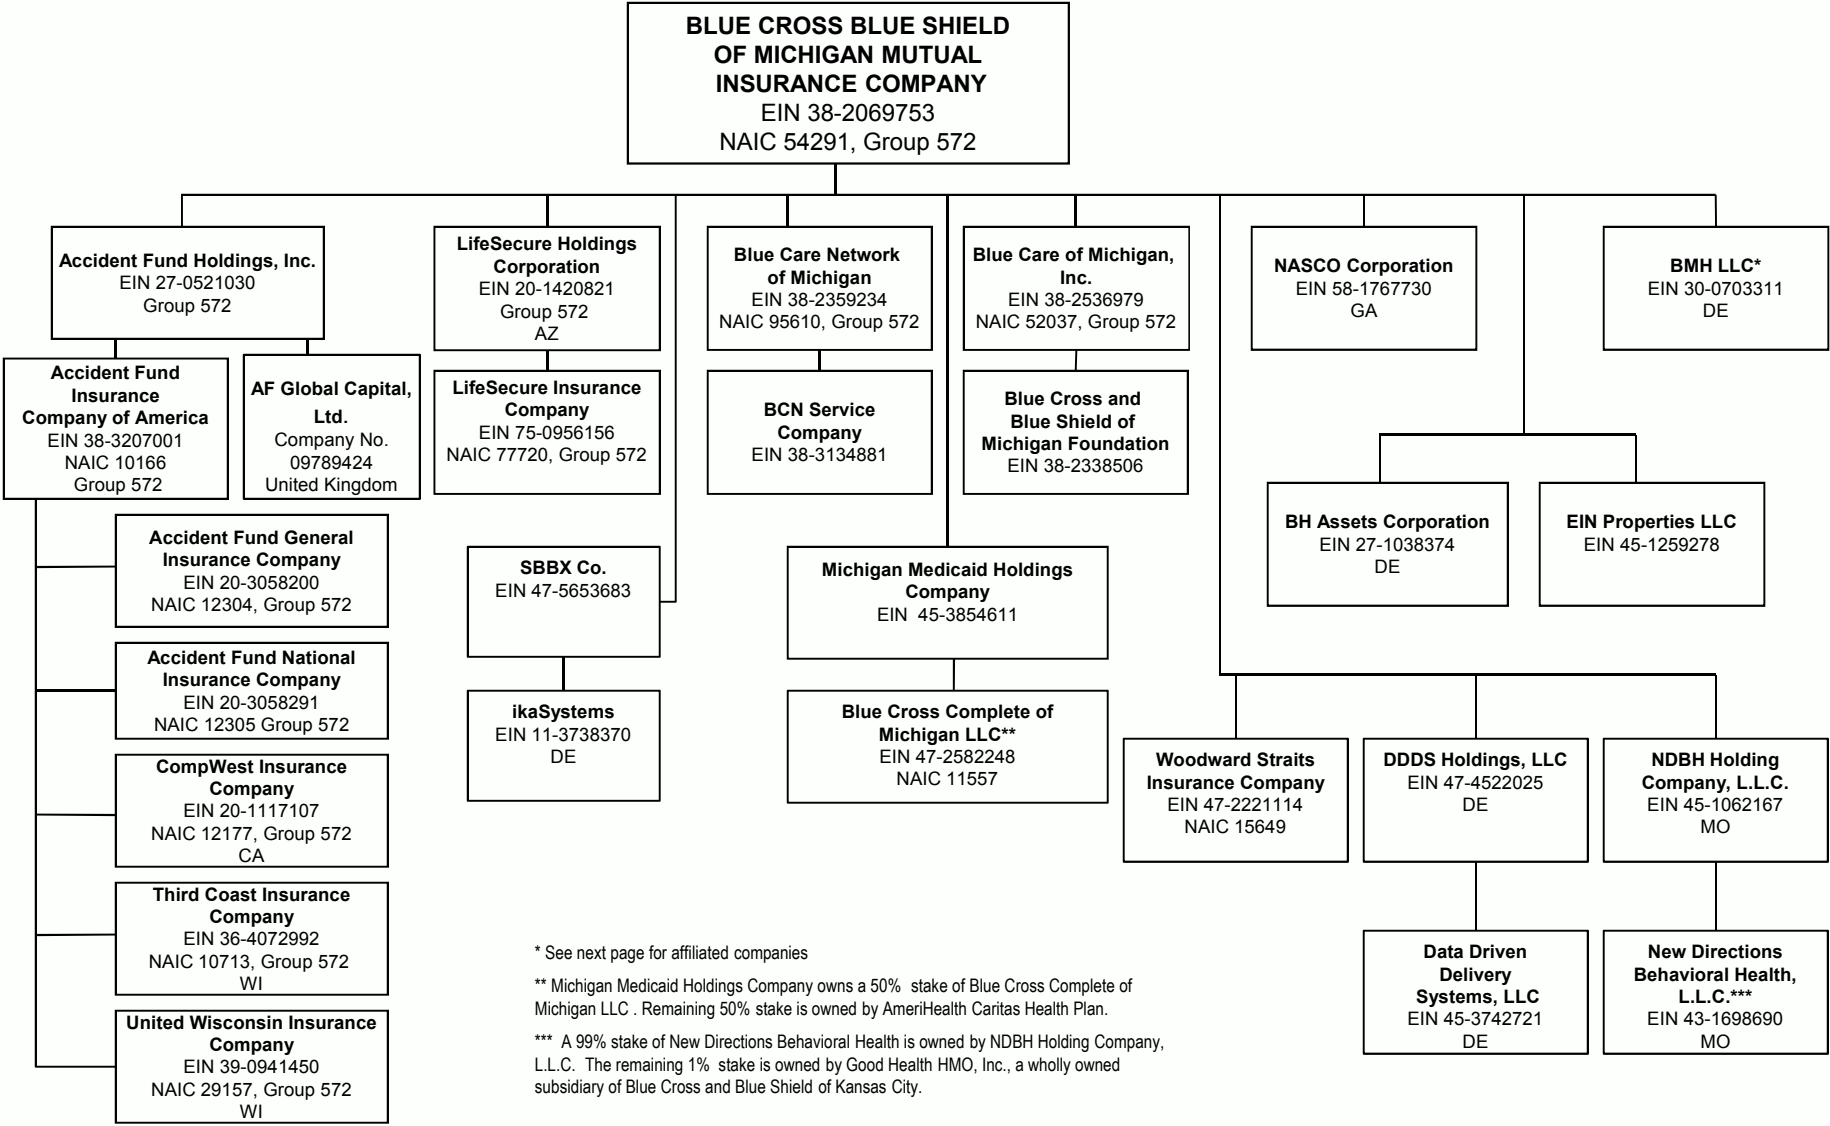 BLUE CROSS BLUE SHIELD
OF MICHIGAN MUTUAL
INSURANCE COMPANY
EIN 38-2069753
NAIC 54291, Group 572
Accident Fund Holdings, Inc.
EIN 27-0521030
Group 572
LifeSecure Holdings
Corporation
EIN 20-1420821
Group 572
AZ
Blue Care Network
of Michigan
EIN 38-2359234
NAIC 95610, Group 572
Blue Care of Michigan,
Inc.
EIN 38-2536979
NAIC 52037, Group 572
NASCO Corporation
EIN 58-1767730
GA
BMH LLC*
EIN 30-0703311
DE
Accident Fund
Insurance
Company of America
EIN 38-3207001
NAIC 10166
Group 572
AF Global Capital,
Ltd.
Company No.
09789424
United Kingdom
LifeSecure Insurance
Company
EIN 75-0956156
NAIC 77720, Group 572
BCN Service
Company
EIN 38-3134881
Blue Cross and
Blue Shield of
Michigan Foundation
EIN 38-2338506
BH Assets Corporation
EIN 27-1038374
DE
EIN Properties LLC
EIN 45-1259278
Accident Fund General
Insurance Company
EIN 20-3058200
NAIC 12304, Group 572
SBBX Co.
EIN 47-5653683
Michigan Medicaid Holdings
Company
EIN  45-3854611
Accident Fund National
Insurance Company
EIN 20-3058291
NAIC 12305 Group 572
ikaSystems
EIN 11-3738370
DE
Blue Cross Complete of
Michigan LLC**
EIN 47-2582248
NAIC 11557
Woodward Straits
Insurance Company
EIN 47-2221114
NAIC 15649
DDDS Holdings, LLC
EIN 47-4522025
DE
NDBH Holding
Company, L.L.C.
EIN 45-1062167
MO
CompWest Insurance
Company
EIN 20-1117107
NAIC 12177, Group 572
CA
Third Coast Insurance
Company
EIN 36-4072992
NAIC 10713, Group 572
WI
Data Driven
Delivery
Systems, LLC
EIN 45-3742721
DE
New Directions
Behavioral Health,
L.L.C.***
EIN 43-1698690
MO
United Wisconsin Insurance
Company
EIN 39-0941450
NAIC 29157, Group 572
WI
* See next page for affiliated companies
** Michigan Medicaid Holdings Company owns a 50%  stake of Blue Cross Complete of
Michigan LLC . Remaining 50% stake is owned by AmeriHealth Caritas Health Plan.
***  A 99% stake of New Directions Behavioral Health is owned by NDBH Holding Company,
L.L.C.  The remaining 1%  stake is owned by Good Health HMO, Inc., a wholly owned
subsidiary of Blue Cross and Blue Shield of Kansas City.